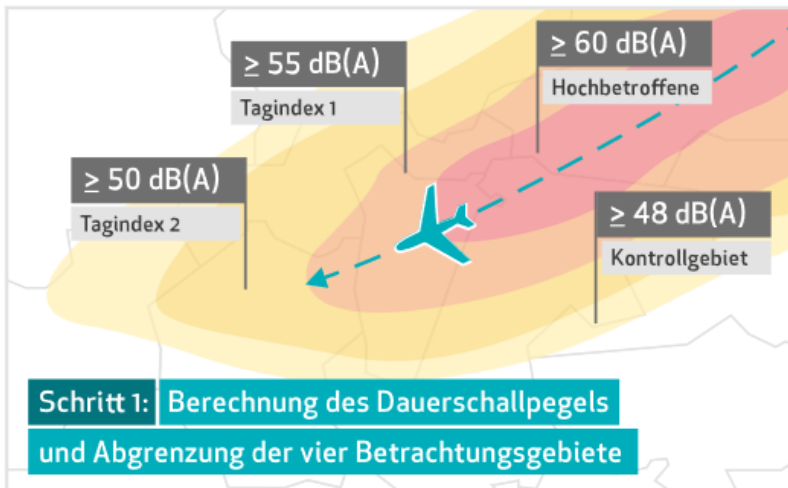 ≥ 60 dB(A)
Hochbetroffene
≥ 55 dB(A)
Tagindex 1
≥ 50 dB(A)
Tagindex 2
≥ 48 dB(A)
Kontrollgebiet
Schritt 1: Berechnung des Dauerschallpegels
und Abgrenzung der vier Betrachtungsgebiete